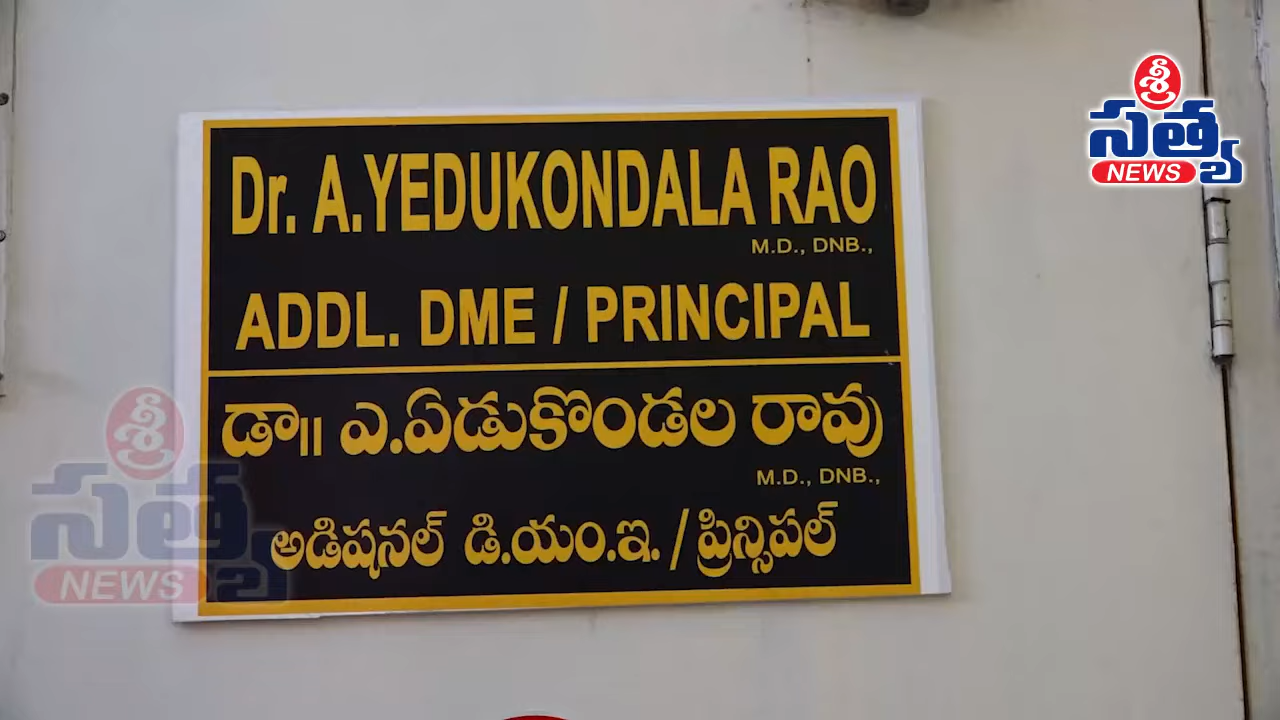 Dr. A.YEDUKONDALA RAO
M.D., DNB.,
ADDL. DME / PRINCIPAL
డా॥ ఎ.ఏడుకొండల రావు
M.D., DNB.,
అడిషనల్ డి.యం.ఇ. / ప్రిన్సిపల్
శ్రీ
సత్య
NEWS
శ్రీ
సత్య
NEWS